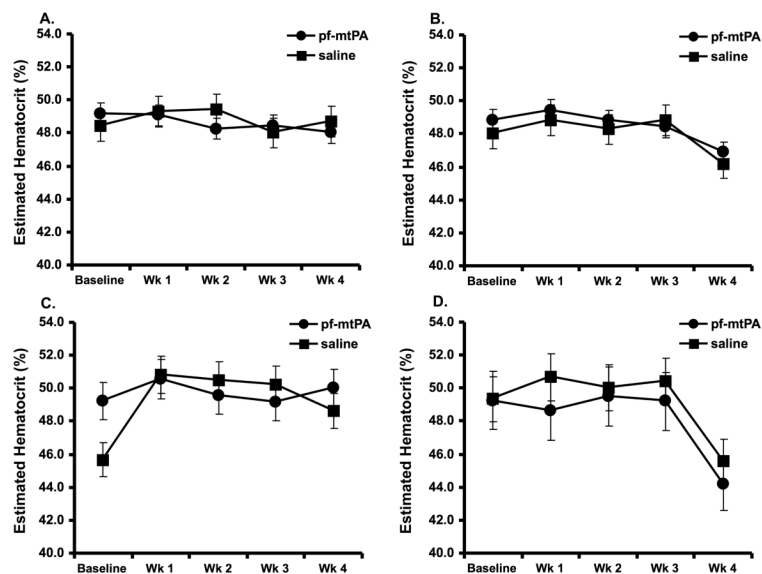 A.
pf-mtPA
saline
Estimated Hematocrit (%)
54.0
52.0
50.0
48.0
46.0
44.0
42.0
40.0
Baseline Wk 1 Wk 2 Wk 3 Wk 4
B.
pf-mtPA
saline
Estimated Hematocrit (%)
54.0
52.0
50.0
48.0
46.0
44.0
42.0
40.0
Baseline Wk 1 Wk 2 Wk 3 Wk 4
C.
pf-mtPA
saline
Estimated Hematocrit (%)
54.0
52.0
50.0
48.0
46.0
44.0
42.0
40.0
Baseline Wk 1 Wk 2 Wk 3 Wk 4
D.
pf-mtPA
saline
Estimated Hematocrit (%)
54.0
52.0
50.0
48.0
46.0
44.0
42.0
40.0
Baseline Wk 1 Wk 2 Wk 3 Wk 4